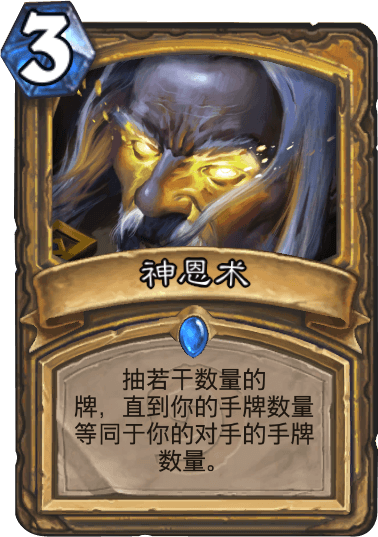 3
神恩术
抽若干数量的
牌，直到你的手牌数量
等同于你的对手的手牌
数量。